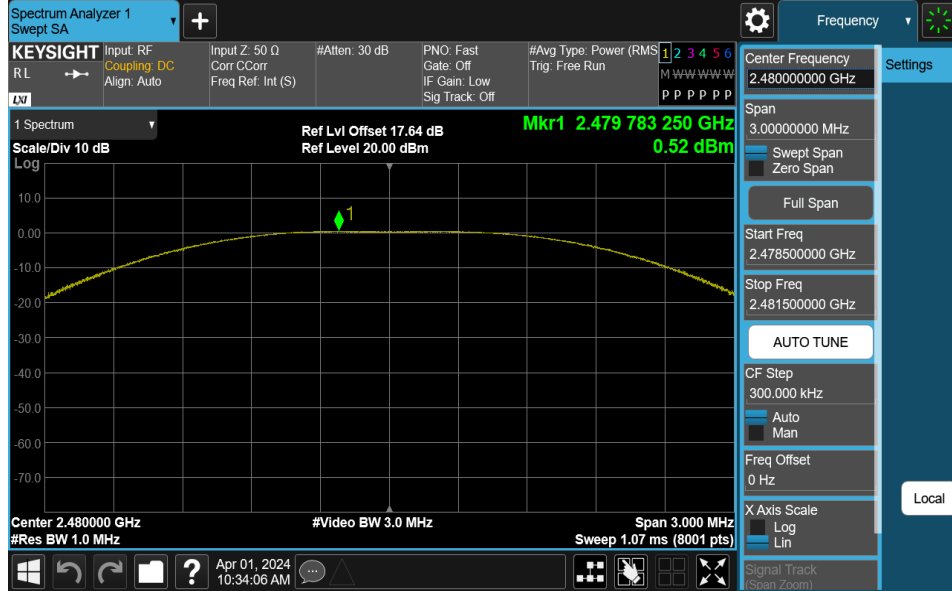 Spectrum Analyzer 1
Swept SA
+
Frequency
KEYSIGHT
RL
LXI
Input: RF
Coupling: DC
Align: Auto
Input Z: 50 Ω
Corr CCorr
Freq Ref: Int (S)
#Atten: 30 dB
PNO: Fast
Gate: Off
IF Gain: Low
Sig Track: Off
#Avg Type: Power (RMS
Trig: Free Run
1 2 3 4 5 6
M W W W W W
P P P P P P
1 Spectrum
Scale/Div 10 dB
Log
Ref Lvl Offset 17.64 dB
Ref Level 20.00 dBm
Mkr1 2.479 783 250 GHz
0.52 dBm
1
10.0
0.00
-10.0
-20.0
-30.0
-40.0
-50.0
-60.0
-70.0
Center 2.480000 GHz
#Res BW 1.0 MHz
#Video BW 3.0 MHz
Span 3.000 MHz
Sweep 1.07 ms (8001 pts)
?
Apr 01, 2024
10:34:06 AM
Center Frequency
2.480000000 GHz
Span
3.00000000 MHz
Swept Span
Zero Span
Full Span
Start Freq
2.478500000 GHz
Stop Freq
2.481500000 GHz
AUTO TUNE
CF Step
300.000 kHz
Auto
Man
Freq Offset
0 Hz
X Axis Scale
Log
Lin
Signal Track
(Span Zoom)
Settings
Local